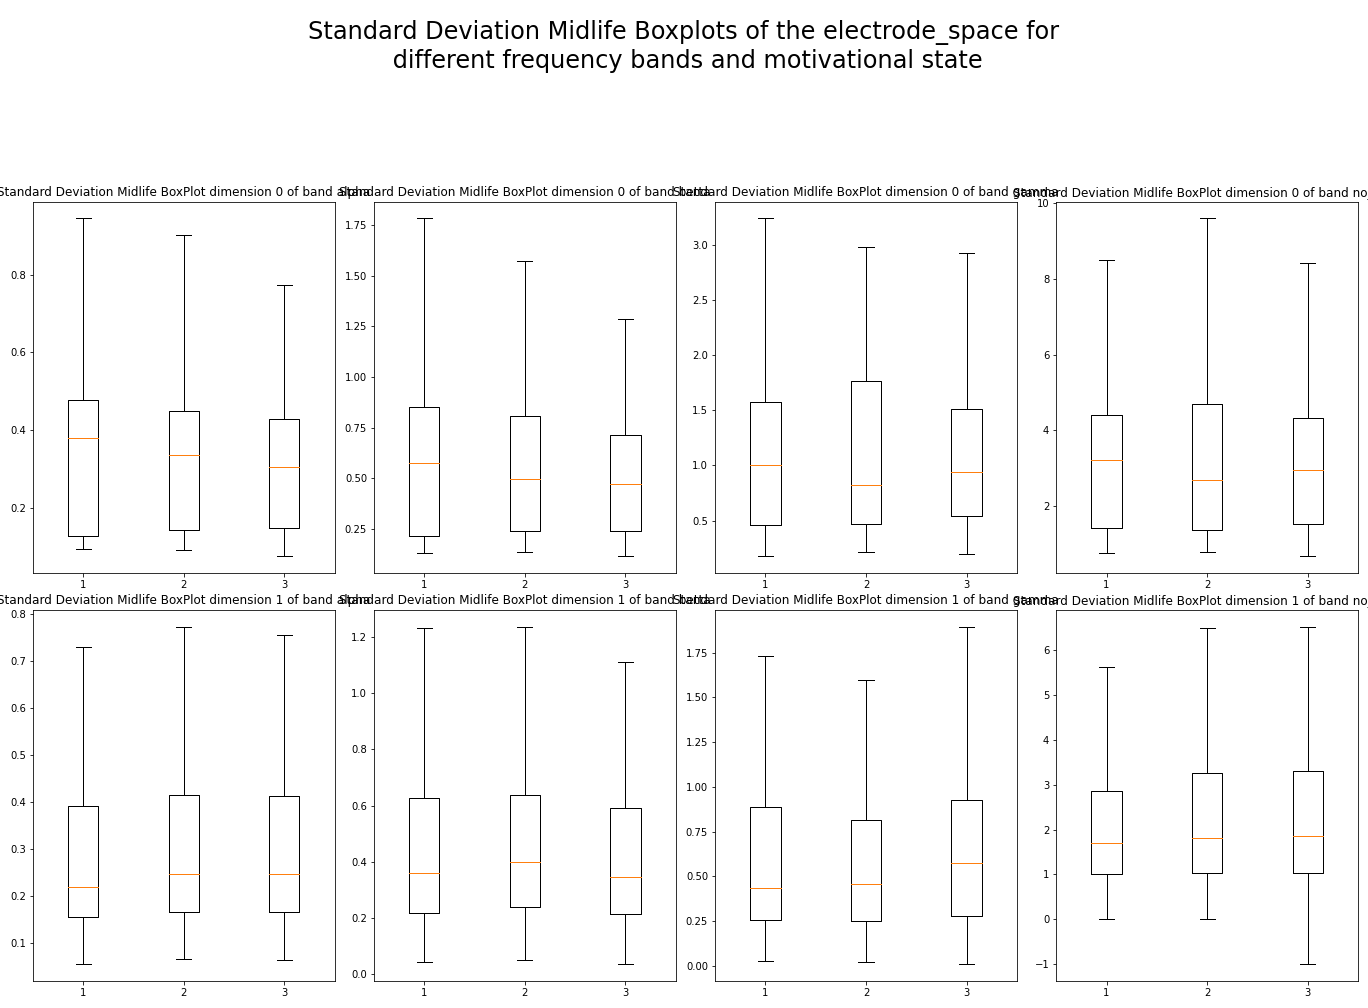 Standard Deviation Midlife Boxplots of the electrode_space for
different frequency bands and motivational state
Standard Deviation Midlife BoxPlot dimension 0 of band alpha
Standard Deviation Midlife BoxPlot dimension 0 of band betta
Standard Deviation Midlife BoxPlot dimension 0 of band gamma
Standard Deviation Midlife BoxPlot dimension 0 of band no_
0.8
0.6
0.4
0.2
1 2 3
1.75
1.50
1.25
1.00
0.75
0.50
0.25
1 2 3
3.0
2.5
2.0
1.5
1.0
0.5
1 2 3
10
8
6
4
2
1 2 3
Standard Deviation Midlife BoxPlot dimension 1 of band alpha
Standard Deviation Midlife BoxPlot dimension 1 of band betta
Standard Deviation Midlife BoxPlot dimension 1 of band gamma
Standard Deviation Midlife BoxPlot dimension 1 of band no_
0.8
0.7
0.6
0.5
0.4
0.3
0.2
0.1
1 2 3
1.2
1.0
0.8
0.6
0.4
0.2
0.0
1 2 3
1.75
1.50
1.25
1.00
0.75
0.50
0.25
0.00
1 2 3
6
5
4
3
2
1
0
−1
1 2 3